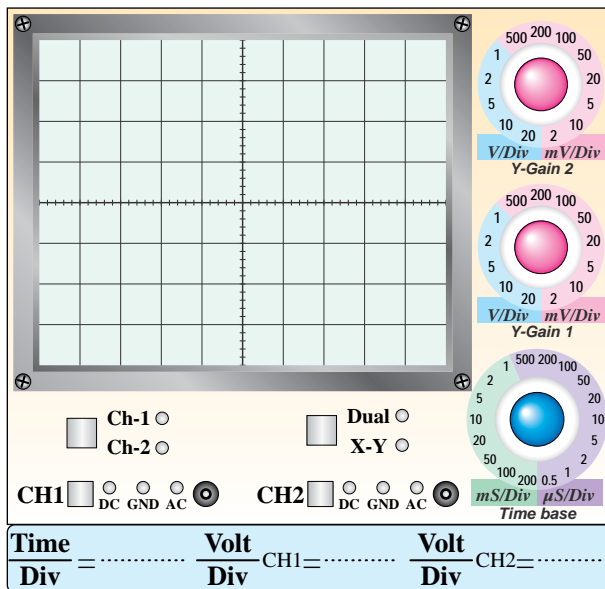 500 200 100
1 50
2 20
5 10
10 2
20
V/Div mV/Div
Y-Gain 2
500 200 100
1 50
2 20
5 10
10 2
20
V/Div mV/Div
Y-Gain 1
500 200 100
1 50
2 20
5 10
10 5
20 2
50 1
100 0.5
200
mS/Div µS/Div
Time base
Ch-1
Ch-2
Dual
X-Y
CH1
DC GND AC
CH2
DC GND AC
Time
Div
= ..........
Volt
Div
CH1=..........
Volt
Div
CH2=..........